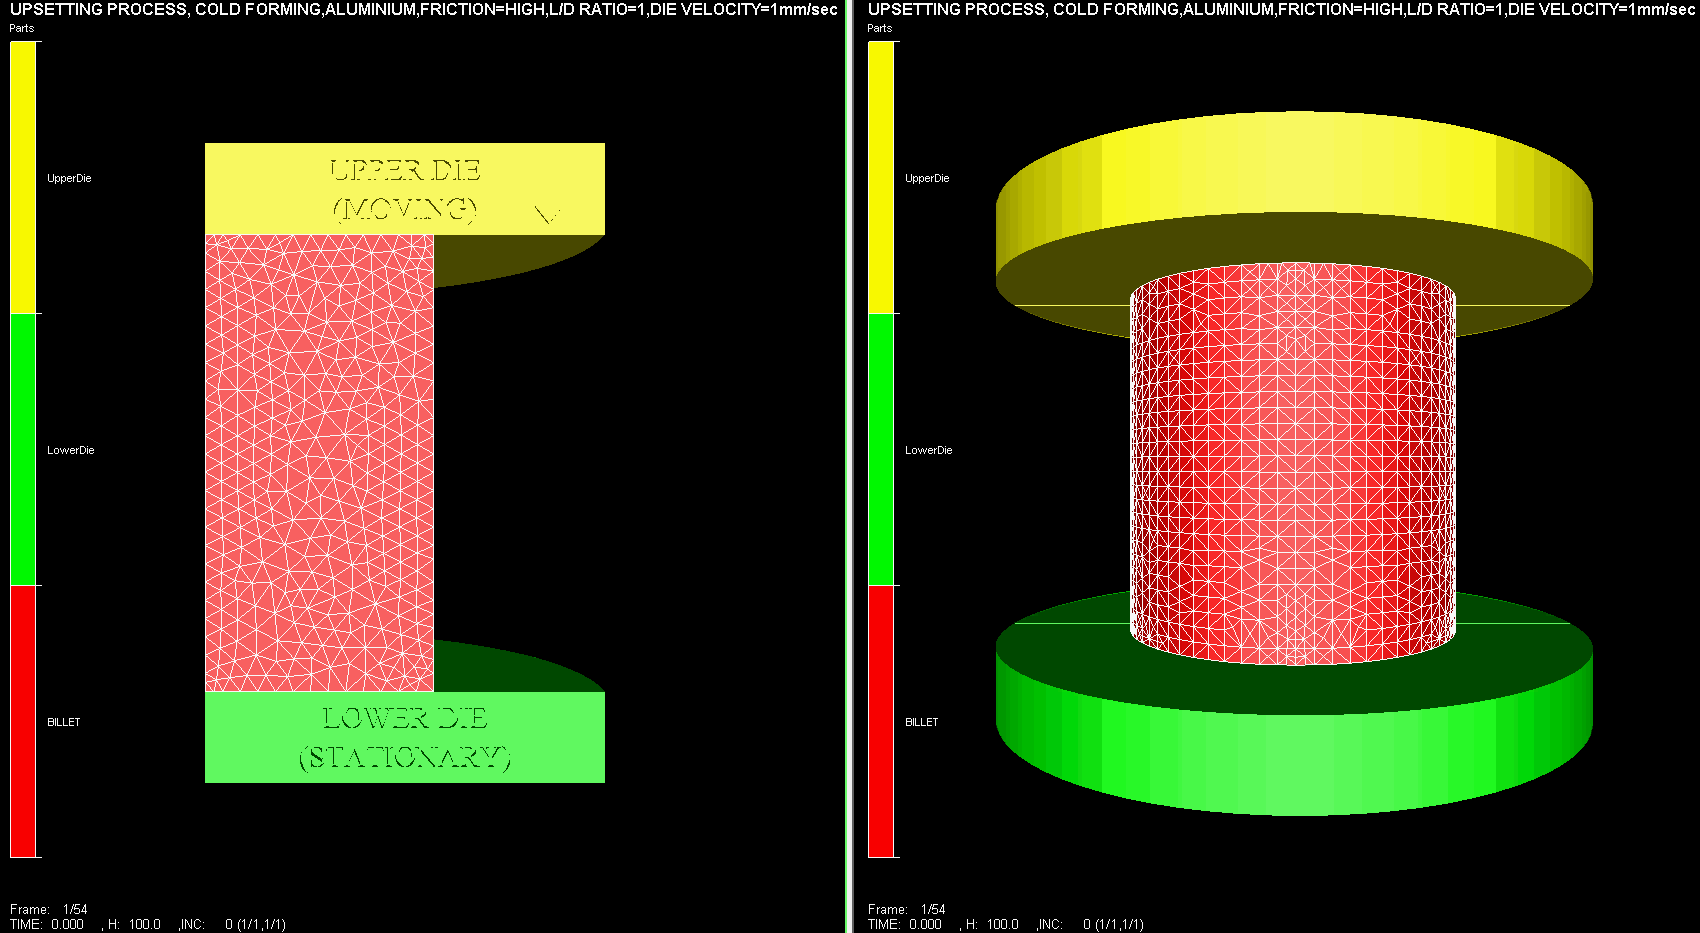 UPSETTING PROCESS, COLD FORMING,ALUMINIUM,FRICTION=HIGH,L/D RATIO=1,DIE VELOCITY=1mm/sec
Parts
UpperDie
LowerDie
BILLET
UPPER DIE
(MOVING)
LOWER DIE
(STATIONARY)
Frame: 1/54
TIME: 0.000 , H: 100.0 ,INC: 0 (1/1,1/1)
UPSETTING PROCESS, COLD FORMING,ALUMINIUM,FRICTION=HIGH,L/D RATIO=1,DIE VELOCITY=1mm/sec
Parts
UpperDie
LowerDie
BILLET
Frame: 1/54
TIME: 0.000 , H: 100.0 ,INC: 0 (1/1,1/1)